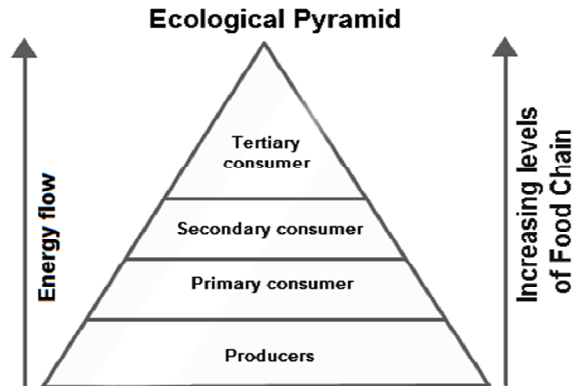 Ecological Pyramid
Tertiary
consumer
Secondary consumer
Primary consumer
Producers
Energy flow
Increasing levels
of Food Chain